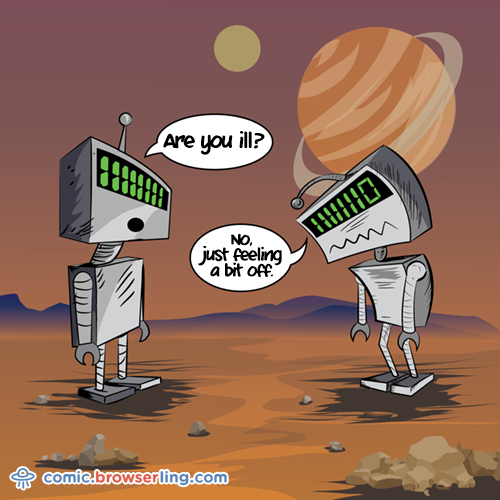 Are you ill?
No,
just feeling
a bit off.
comic.browserling.com